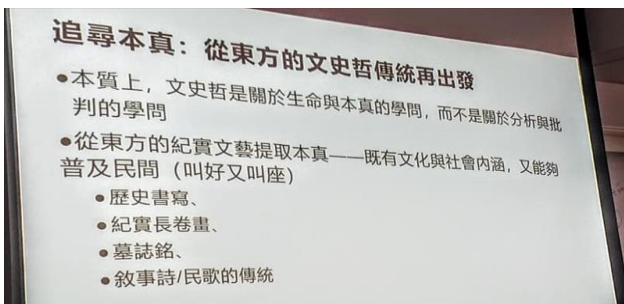 追尋本真：從東方的文史哲傳統再出發
●本質上，文史哲是關於生命與本真的學問，而不是關於分析與批
判的學問
●從東方的紀實文藝提取本真——既有文化與社會內涵，又能夠
普及民間（叫好又叫座）
●歷史書寫、
●紀實長卷畫、
●墓誌銘、
●敘事詩/民歌的傳統